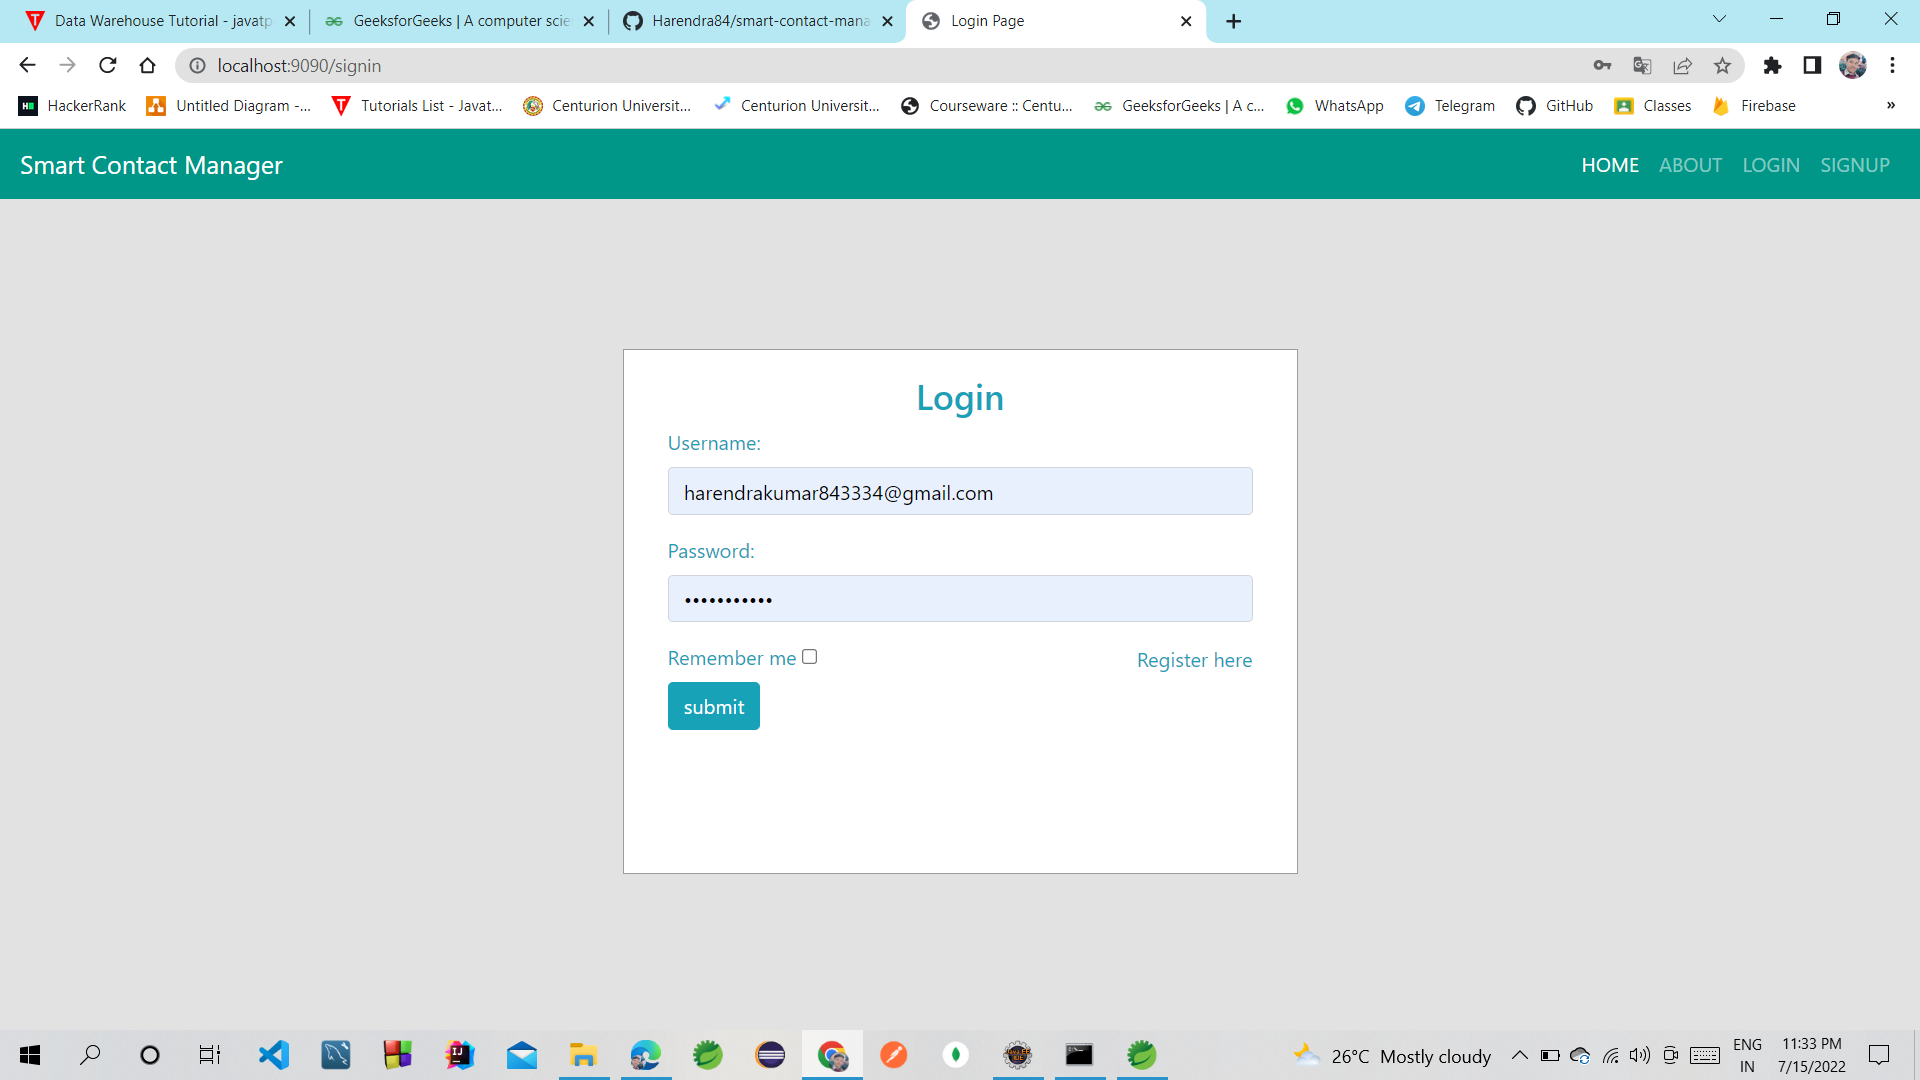 Data Warehouse Tutorial - javatp
GeeksforGeeks | A computer scie
Harendra84/smart-contact-mana
Login Page
localhost:9090/signin
HackerRank
Untitled Diagram -...
Tutorials List - Javat...
Centurion Universit...
Centurion Universit...
Courseware :: Centu...
GeeksforGeeks | A c...
WhatsApp
Telegram
GitHub
Classes
Firebase
»
Smart Contact Manager
HOME
ABOUT
LOGIN
SIGNUP
Login
Username:
harendrakumar843334@gmail.com
Password:
•••••••••••
Remember me
Register here
submit
26°C Mostly cloudy
ENG
IN
11:33 PM
7/15/2022